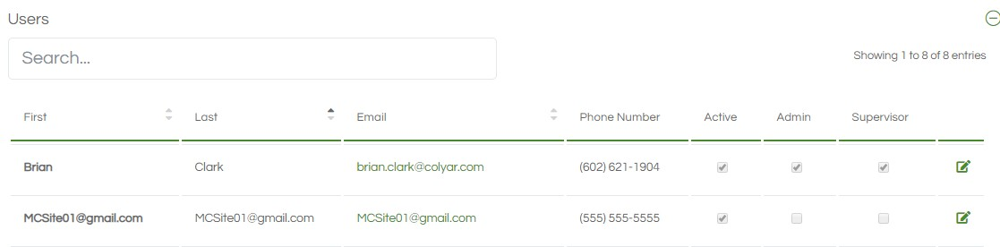 Users
Search...
Showing 1 to 8 of 8 entries
First Last Email Phone Number Active Admin Supervisor
Brian Clark brian.clark@colyar.com (602) 621-1904
MCSite01@gmail.com MCSite01@gmail.com MCSite01@gmail.com (555) 555-5555